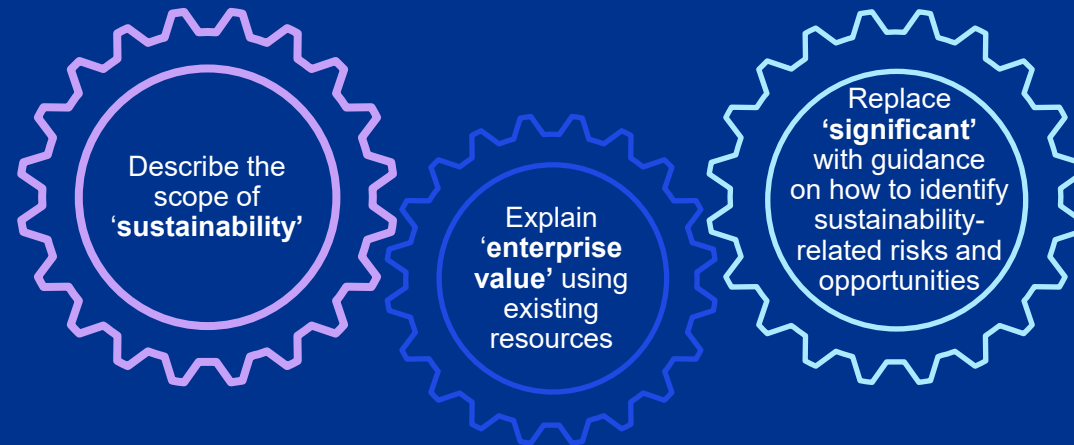 Describe the
scope of
‘sustainability’
Explain
‘enterprise
value’ using
existing
resources
Replace
‘significant’
with guidance
on how to identify
sustainability-
related risks and
opportunities